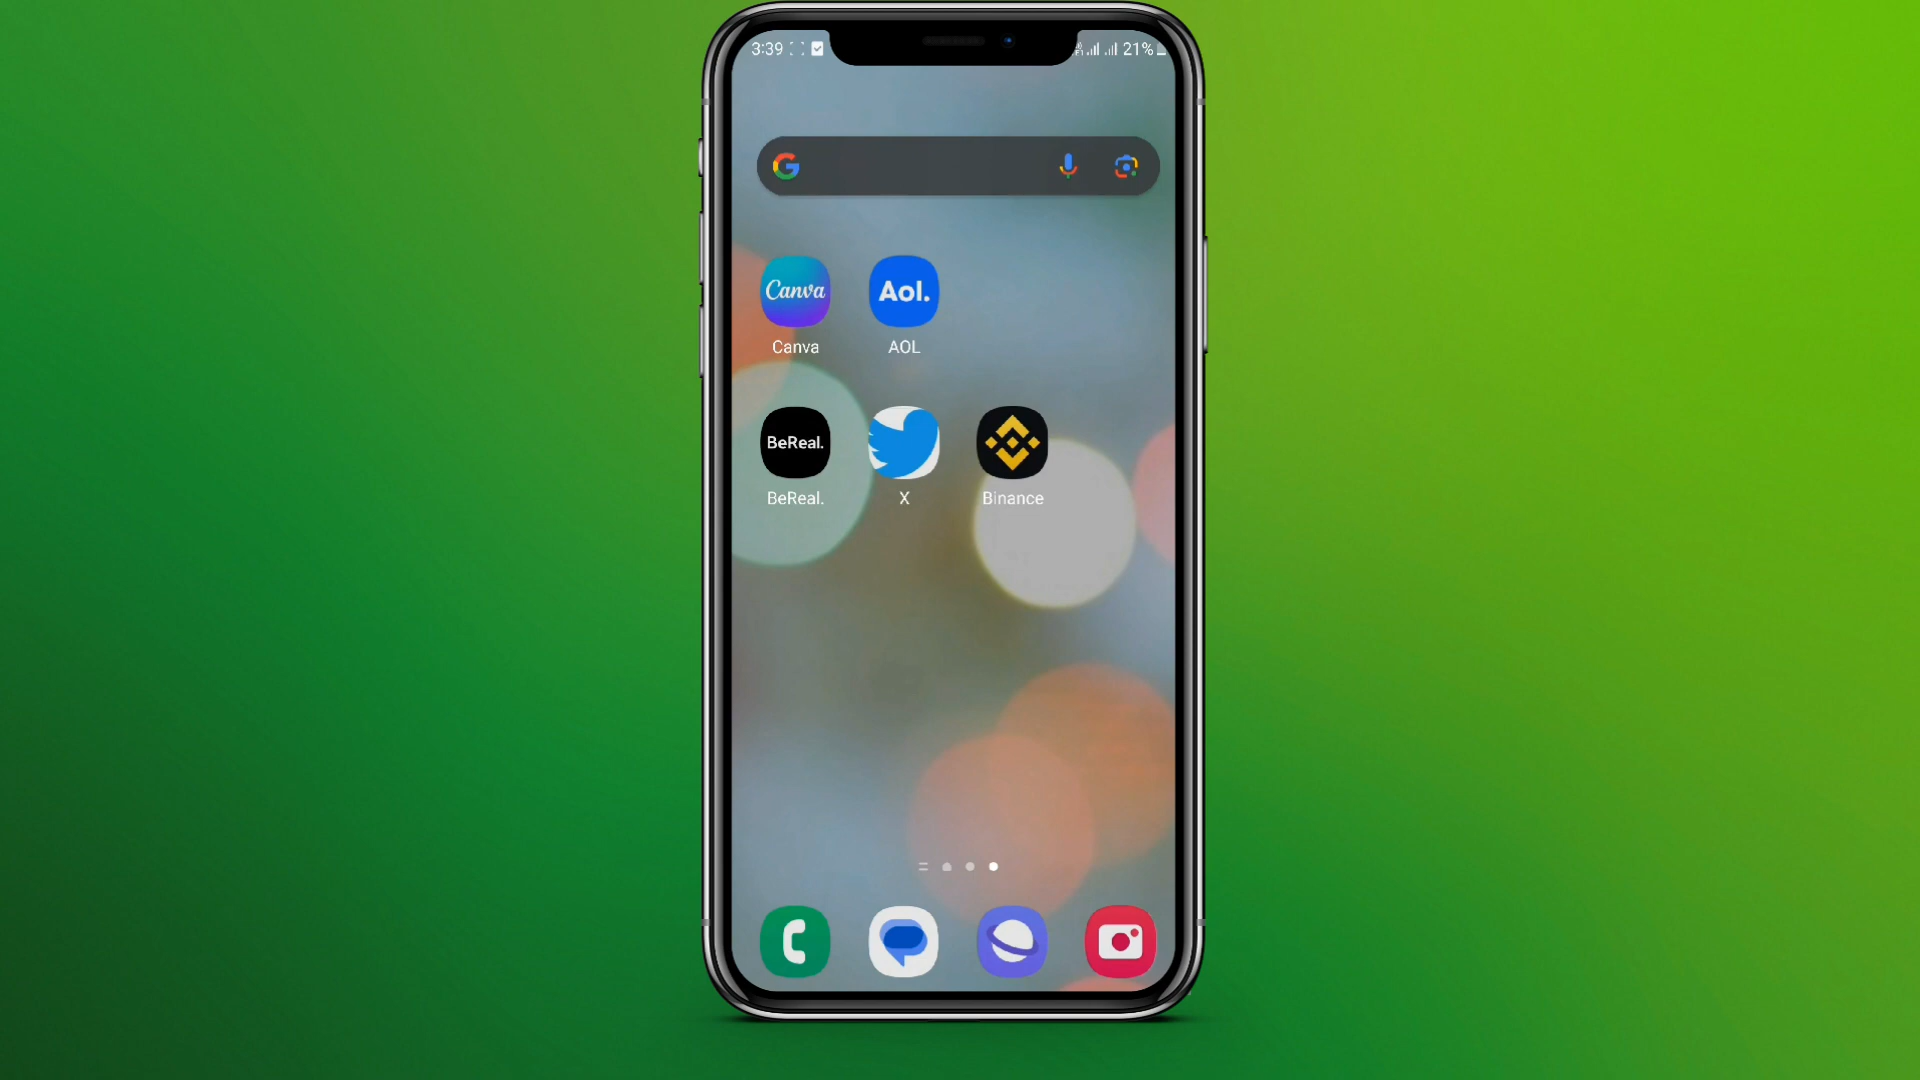 3:39
21%
Canva
Aol.
Canva
AOL
BeReal.
BeReal.
X
Binance